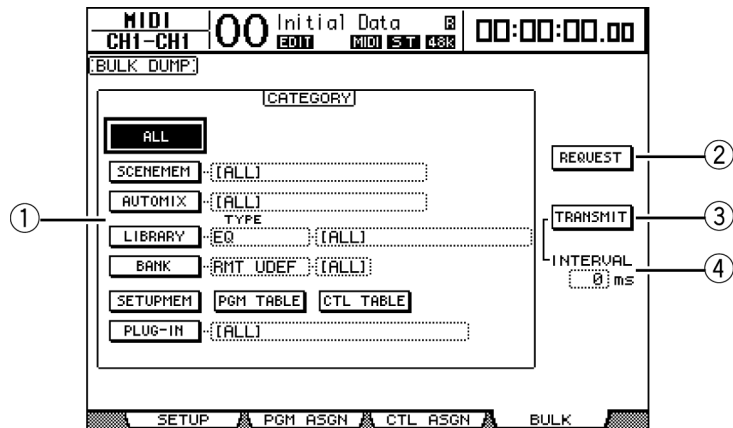 MIDI
CH1-CH1
00 Initial Data B
EDIT MIDI ST 48k
00:00:00.00
BULK DUMP
CATEGORY
ALL
REQUEST ②
SCENEMEM [ALL]
①
AUTOMIX [ALL]
TRANSMIT ③
TYPE
LIBRARY EQ [ALL]
INTERVAL
④
BANK RMT UDEF [ALL]
0 ms
SETUPMEM PGM TABLE CTL TABLE
PLUG-IN [ALL]
SETUP PGM ASGN CTL ASGN BULK